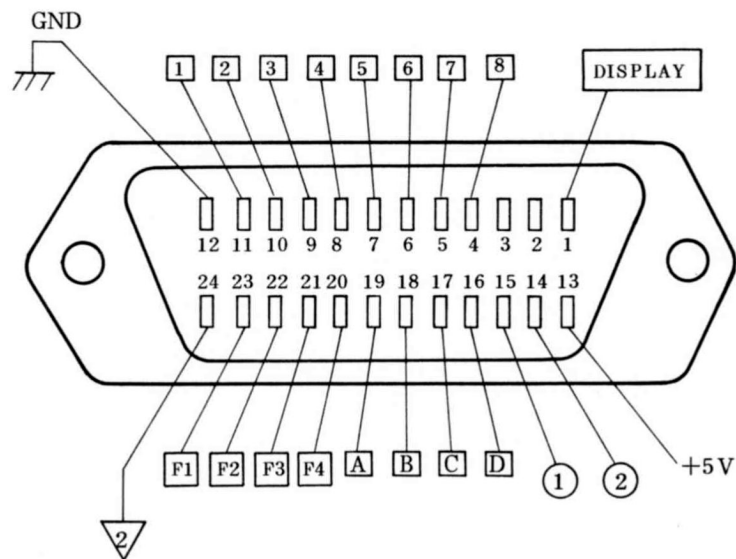 GND
1 2 3 4 5 6 7 8 DISPLAY
12 11 10 9 8 7 6 5 4 3 2 1
24 23 22 21 20 19 18 17 16 15 14 13
F1 F2 F3 F4 A B C D 1 2 +5V
2